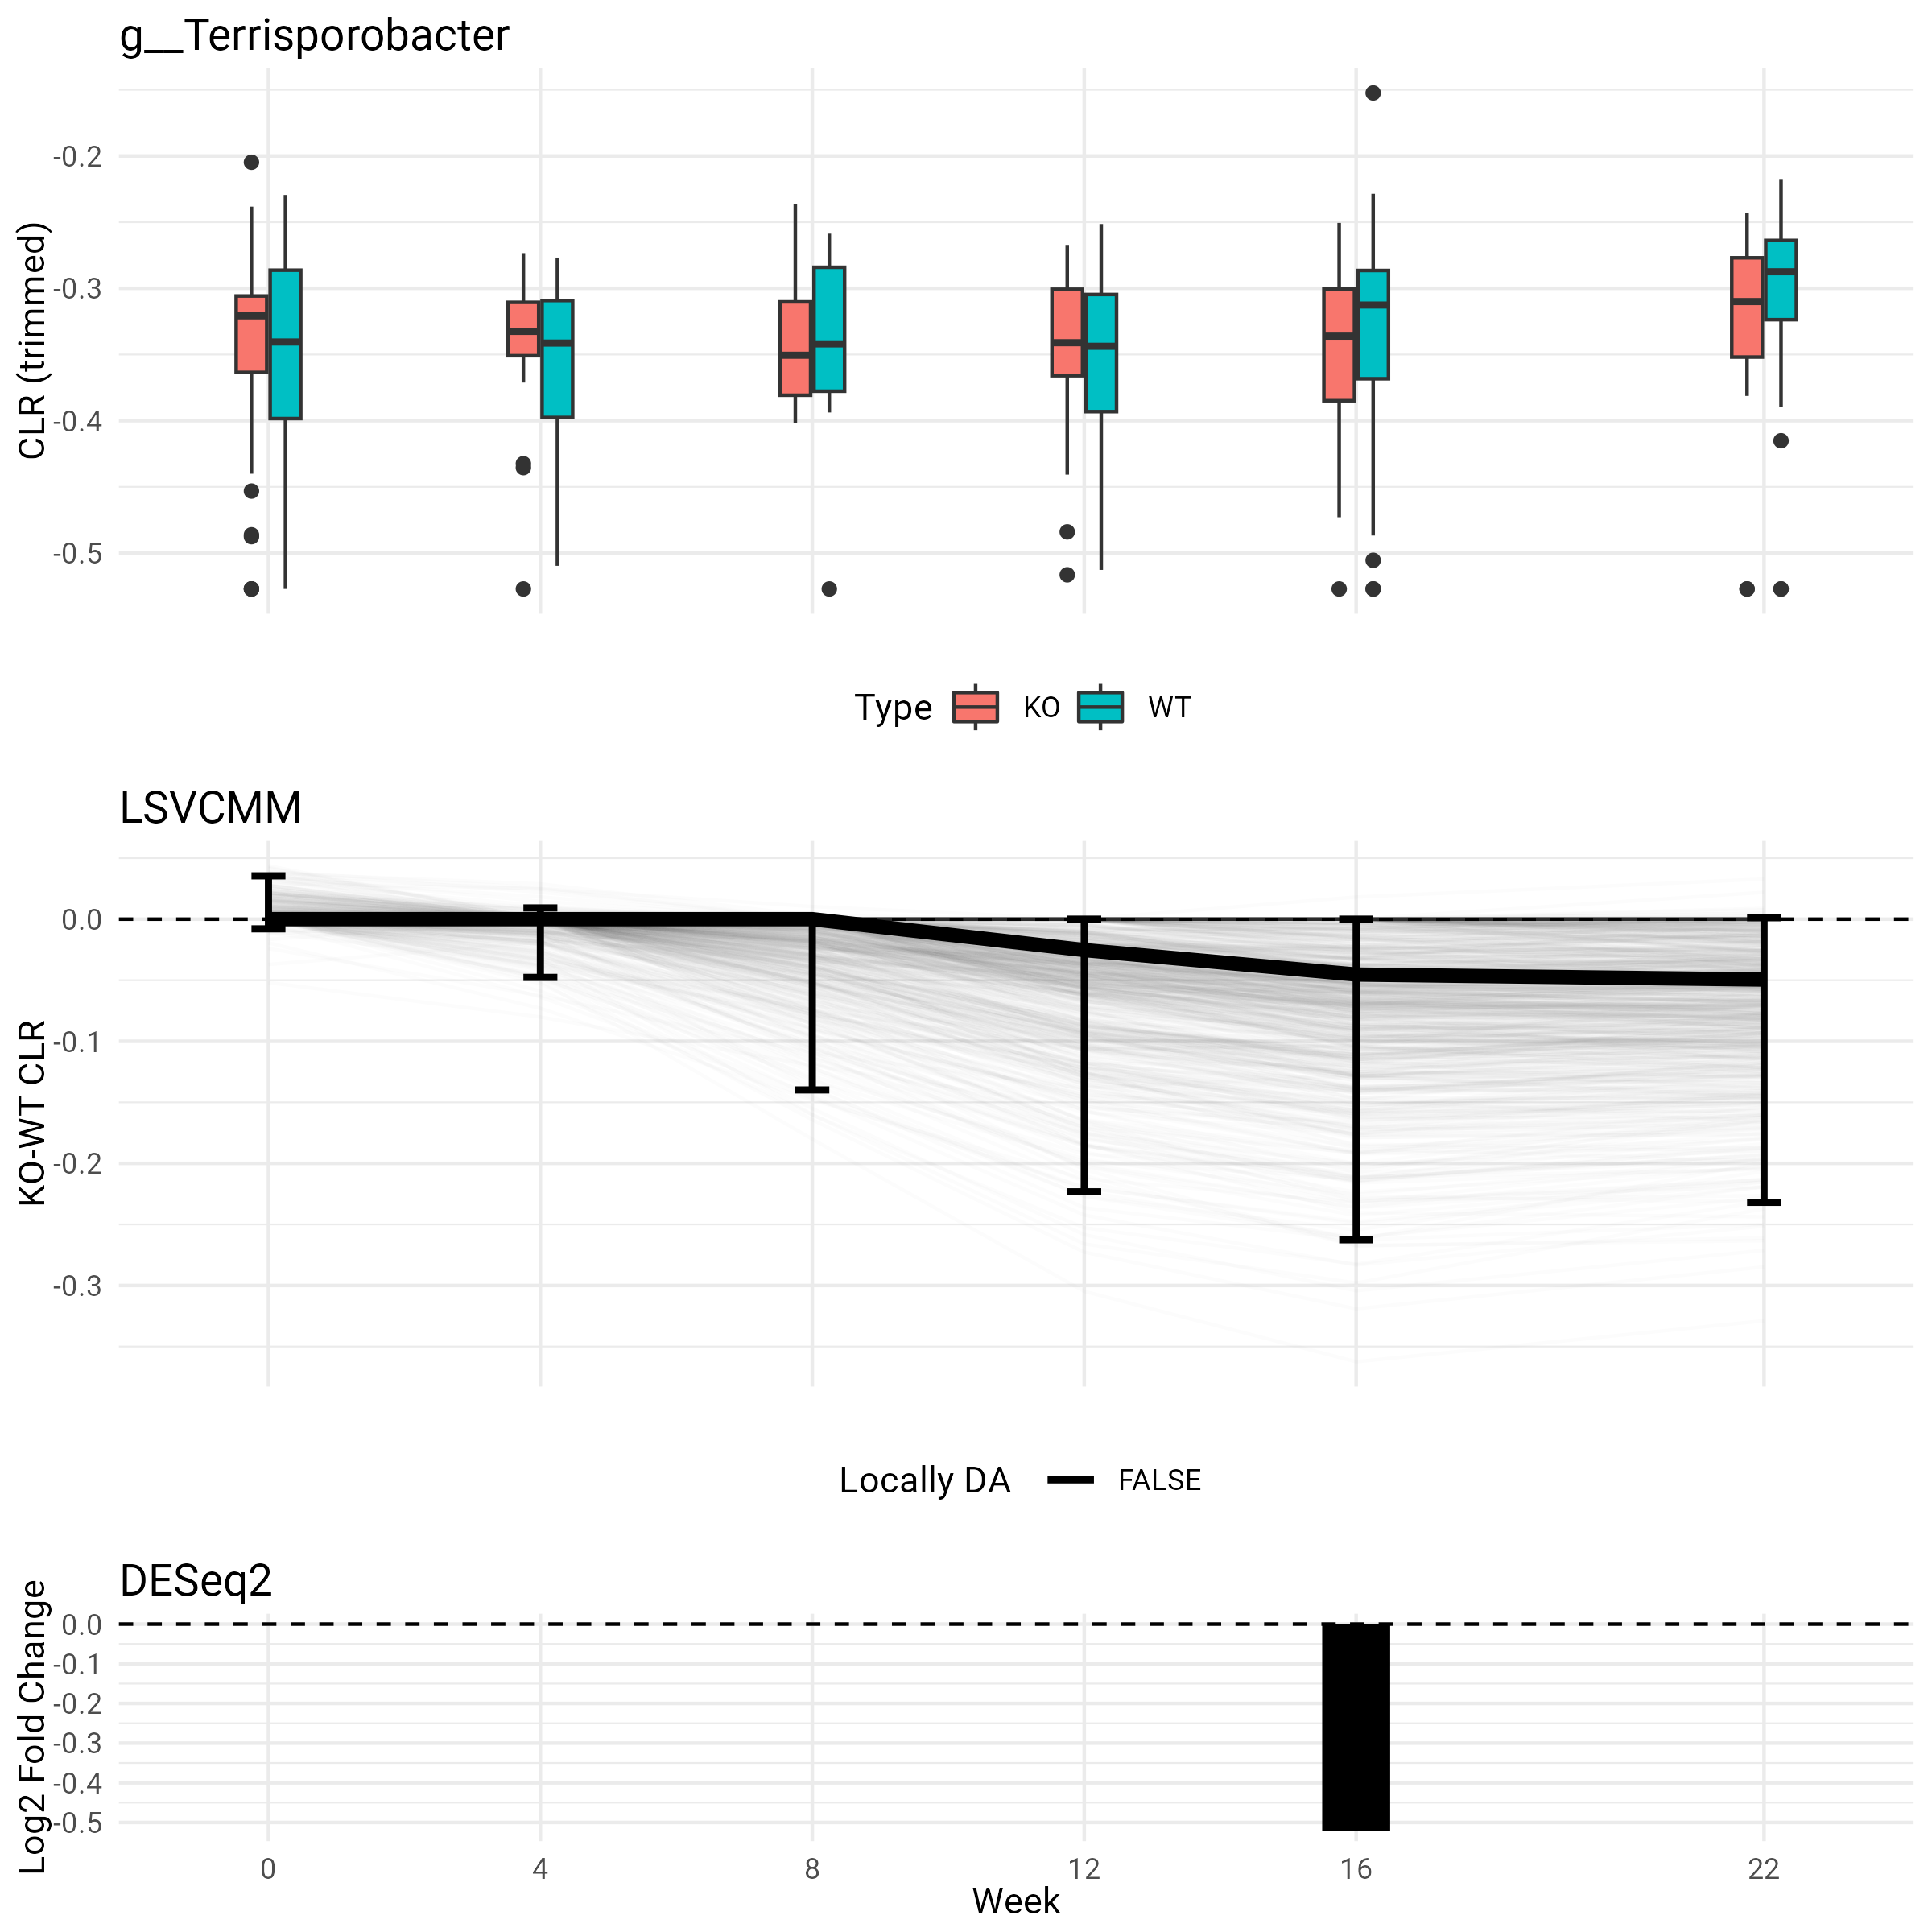 g__Terrisporobacter
CLR (trimmed)
-0.2
-0.3
-0.4
-0.5
Type KO WT
LSVCMM
KO-WT CLR
0.0
-0.1
-0.2
-0.3
Locally DA FALSE
DESeq2
Log2 Fold Change
0.0
-0.1
-0.2
-0.3
-0.4
-0.5
0 4 8 12 16 22
Week